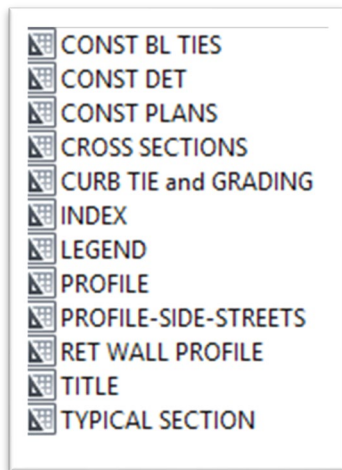 CONST BL TIES
CONST DET
CONST PLANS
CROSS SECTIONS
CURB TIE and GRADING
INDEX
LEGEND
PROFILE
PROFILE-SIDE-STREETS
RET WALL PROFILE
TITLE
TYPICAL SECTION